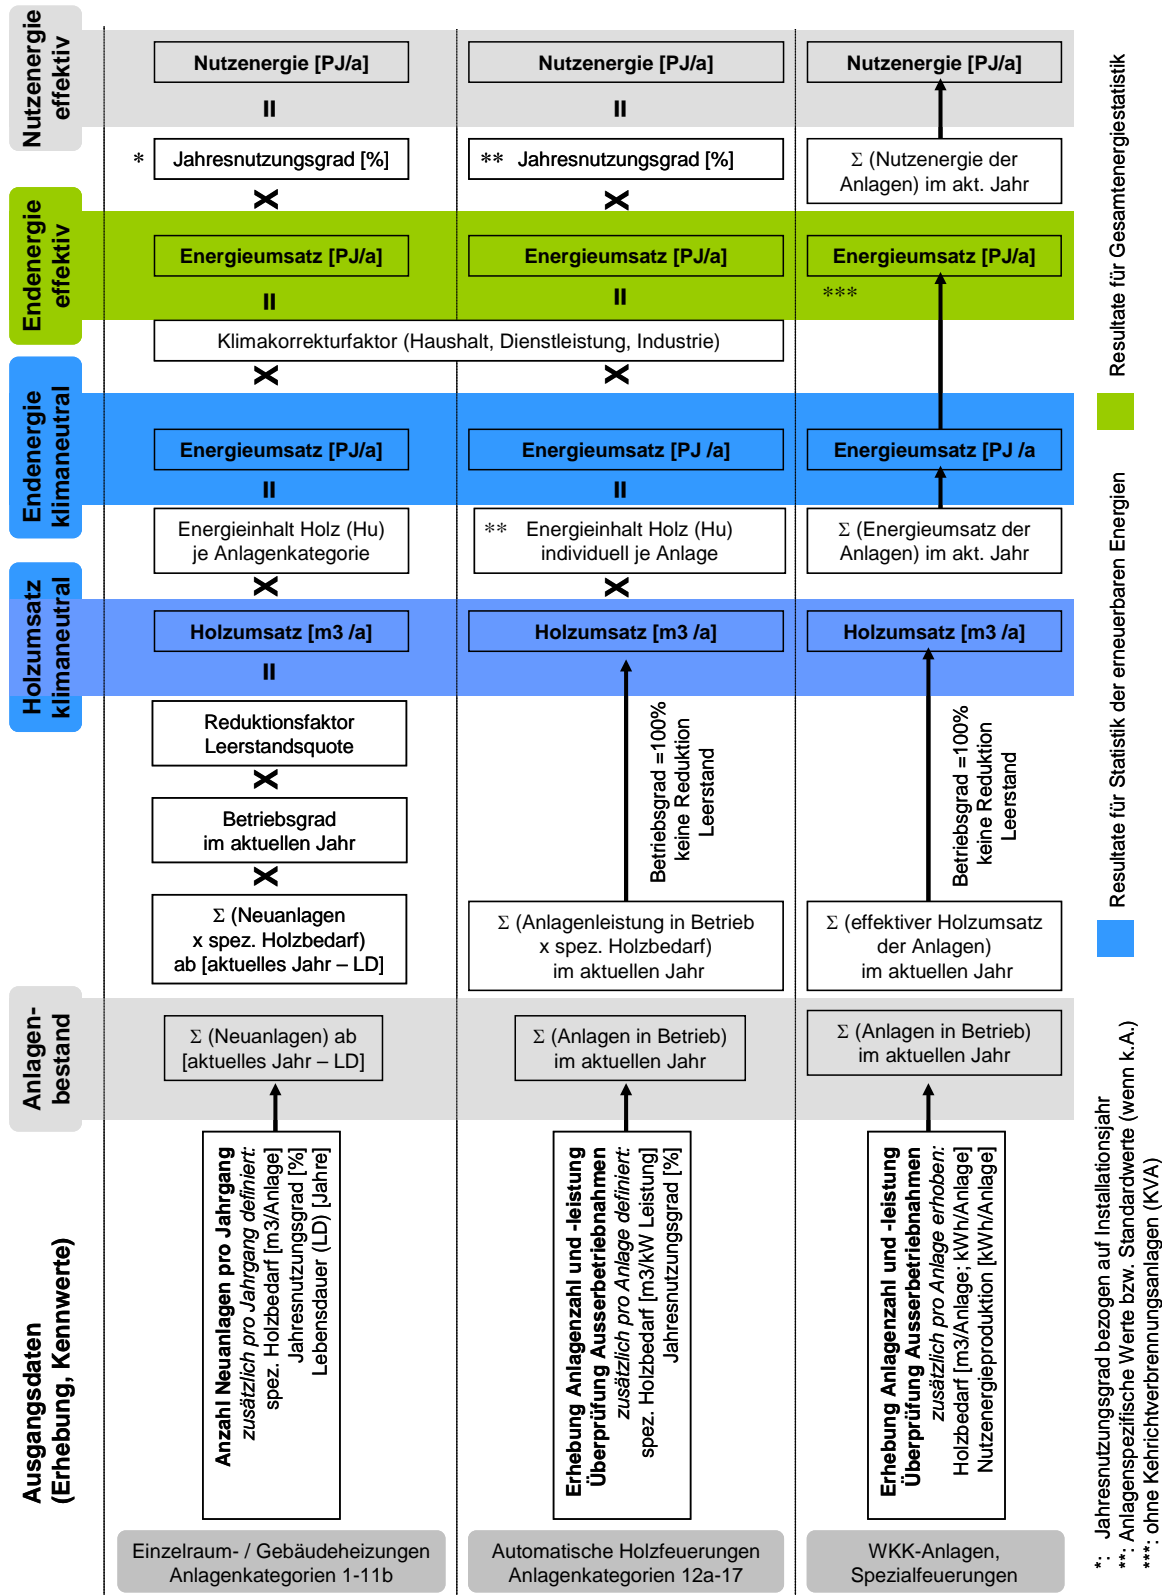 Nutzenergie
effektiv
Nutzenergie [PJ/a]
=
* Jahresnutzungsgrad [%]
X
Nutzenergie [PJ/a]
=
** Jahresnutzungsgrad [%]
X
Nutzenergie [PJ/a]
Σ (Nutzenergie der
Anlagen) im akt. Jahr
Endenergie
effektiv
Energieumsatz [PJ/a]
=
Energieumsatz [PJ/a]
=
Energieumsatz [PJ/a]
***
Klimakorrekturfaktor (Haushalt, Dienstleistung, Industrie)
X
X
Endenergie
klimaneutral
Energieumsatz [PJ/a]
=
Energieinhalt Holz (Hu)
je Anlagenkategorie
X
Energieumsatz [PJ /a]
=
** Energieinhalt Holz (Hu)
individuell je Anlage
X
Energieumsatz [PJ /a
Σ (Energieumsatz der
Anlagen) im akt. Jahr
Holzumsatz
klimaneutral
Holzumsatz [m3 /a]
=
Reduktionsfaktor
Leerstandsquote
X
Betriebsgrad
im aktuellen Jahr
X
Σ (Neuanlagen
x spez. Holzbedarf)
ab [aktuelles Jahr – LD]
Holzumsatz [m3 /a]
Betriebsgrad =100%
keine Reduktion
Leerstand
Σ (Anlagenleistung in Betrieb
x spez. Holzbedarf)
im aktuellen Jahr
Holzumsatz [m3 /a]
Betriebsgrad =100%
keine Reduktion
Leerstand
Σ (effektiver Holzumsatz
der Anlagen)
im aktuellen Jahr
Anlagen-
bestand
Σ (Neuanlagen) ab
[aktuelles Jahr – LD]
Σ (Anlagen in Betrieb)
im aktuellen Jahr
Σ (Anlagen in Betrieb)
im aktuellen Jahr
Ausgangsdaten
(Erhebung, Kennwerte)
Anzahl Neuanlagen pro Jahrgang
zusätzlich pro Jahrgang definiert:
spez. Holzbedarf [m3/Anlage]
Jahresnutzungsgrad [%]
Lebensdauer (LD) [Jahre]
Erhebung Anlagenzahl und -leistung
Überprüfung Ausserbetriebnahmen
zusätzlich pro Anlage definiert:
spez. Holzbedarf [m3/kW Leistung]
Jahresnutzungsgrad [%]
Erhebung Anlagenzahl und -leistung
Überprüfung Ausserbetriebnahmen
zusätzlich pro Anlage erhoben:
Holzbedarf [m3/Anlage; kWh/Anlage]
Nutzenergieproduktion [kWh/Anlage]
Einzelraum- / Gebäudeheizungen
Anlagenkategorien 1-11b
Automatische Holzfeuerungen
Anlagenkategorien 12a-17
WKK-Anlagen,
Spezialfeuerungen
Resultate für Gesamtenergiestatistik
Resultate für Statistik der erneuerbaren Energien
*: Jahresnutzungsgrad bezogen auf Installationsjahr
**: Anlagenspezifische Werte bzw. Standardwerte (wenn k.A.)
***: ohne Kehrichtverbrennungsanlagen (KVA)